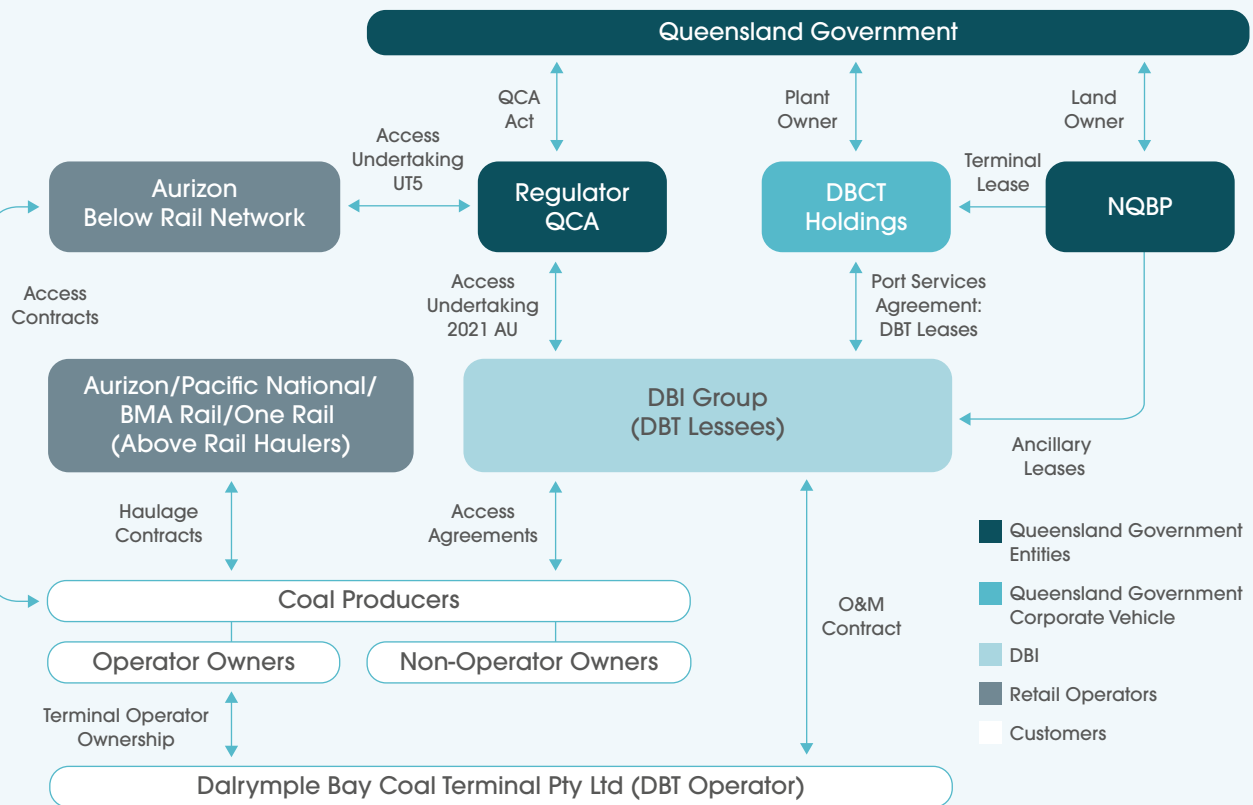 Queensland Government
QCA
Act
Plant
Owner
Land
Owner
Access
Undertaking
UT5
Terminal
Lease
Aurizon
Below Rail Network
Regulator
QCA
DBCT
Holdings
NQBP
Access
Contracts
Access
Undertaking
2021 AU
Port Services
Agreement:
DBT Leases
Aurizon/Pacific National/
BMA Rail/One Rail
(Above Rail Haulers)
DBI Group
(DBT Lessees)
Ancillary
Leases
Haulage
Contracts
Access
Agreements
Coal Producers
O&M
Contract
Operator Owners
Non-Operator Owners
Terminal Operator
Ownership
Dalrymple Bay Coal Terminal Pty Ltd (DBT Operator)
Queensland Government
Entities
Queensland Government
Corporate Vehicle
DBI
Retail Operators
Customers